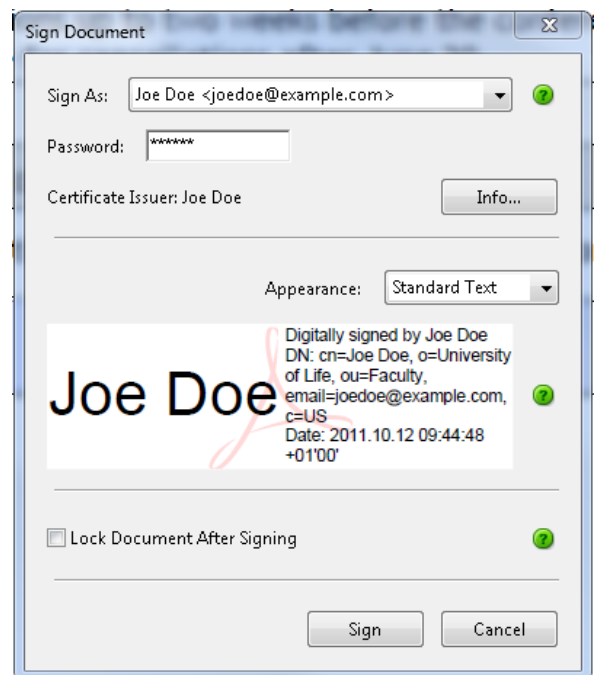 Sign Document
Sign As: Joe Doe <joedoe@example.com>
Password: ******
Certificate Issuer: Joe Doe
Info...
Appearance: Standard Text
Joe Doe
Digitally signed by Joe Doe
DN: cn=Joe Doe, o=University
of Life, ou=Faculty,
email=joedoe@example.com,
c=US
Date: 2011.10.12 09:44:48
+01'00'
Lock Document After Signing
Sign
Cancel